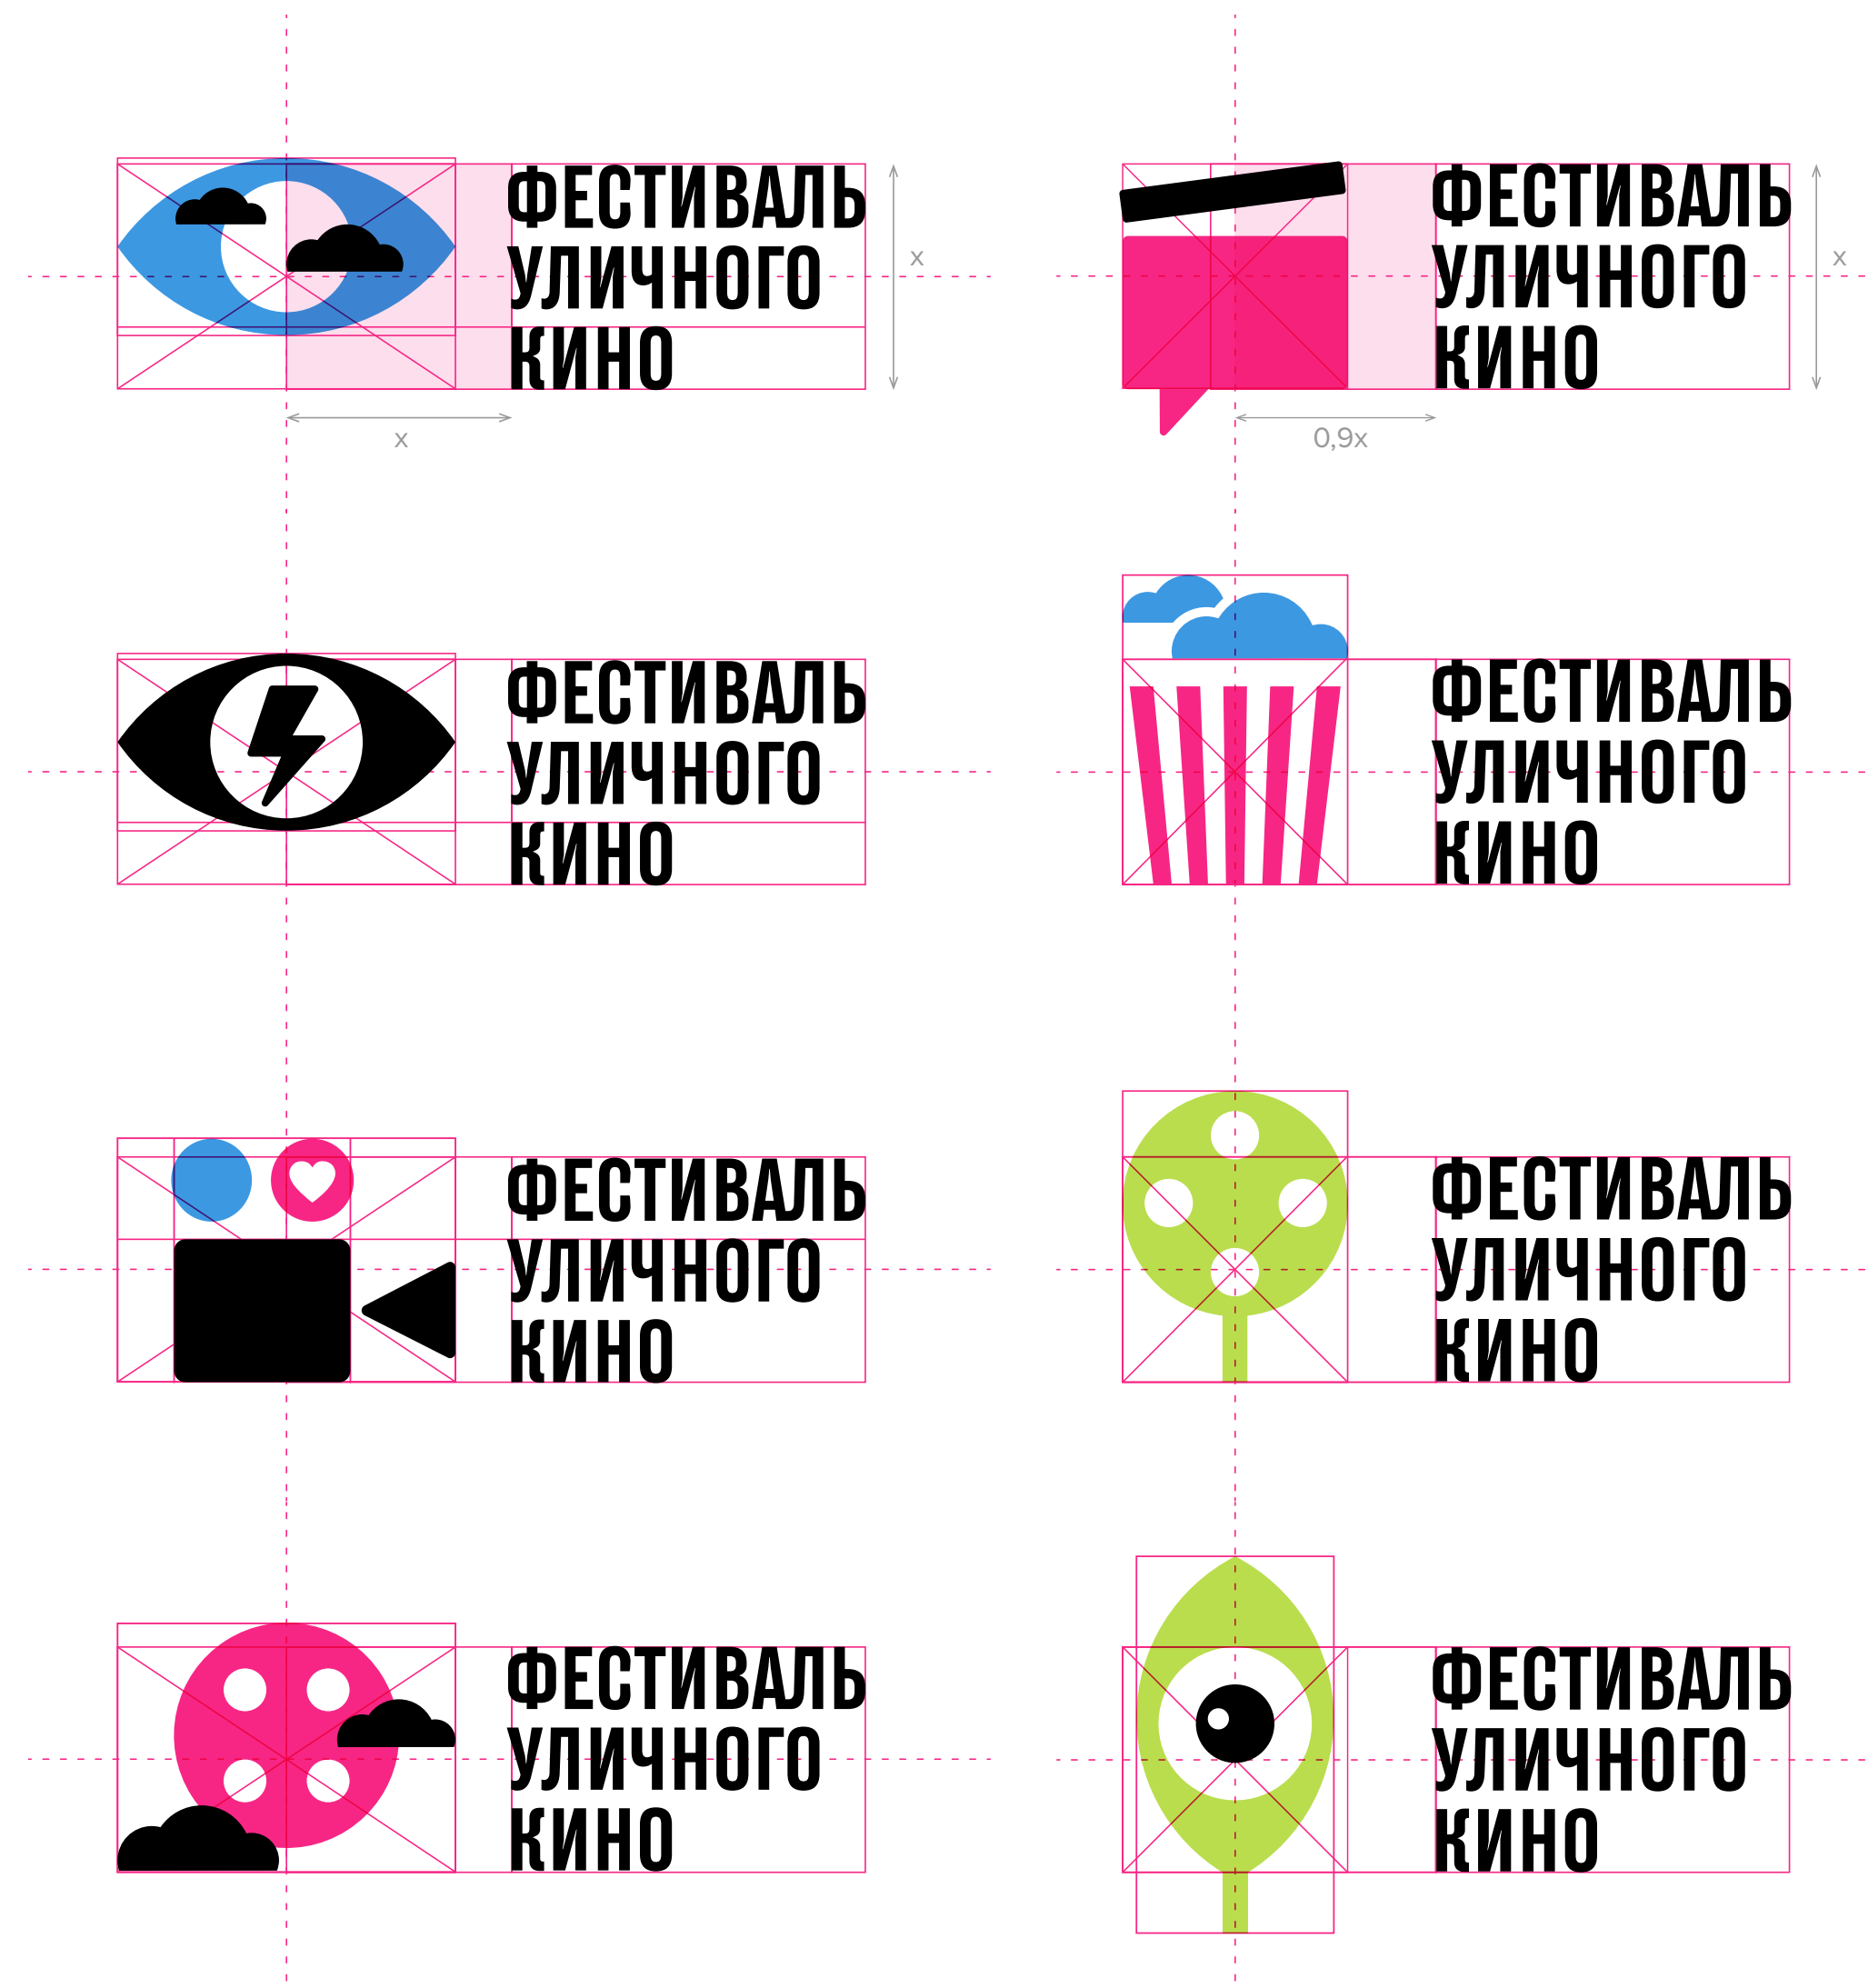 ФЕСТИВАЛЬ
УЛИЧНОГО
КИНО
x
x
ФЕСТИВАЛЬ
УЛИЧНОГО
КИНО
x
0,9x
ФЕСТИВАЛЬ
УЛИЧНОГО
КИНО
ФЕСТИВАЛЬ
УЛИЧНОГО
КИНО
ФЕСТИВАЛЬ
УЛИЧНОГО
КИНО
ФЕСТИВАЛЬ
УЛИЧНОГО
КИНО
ФЕСТИВАЛЬ
УЛИЧНОГО
КИНО
ФЕСТИВАЛЬ
УЛИЧНОГО
КИНО